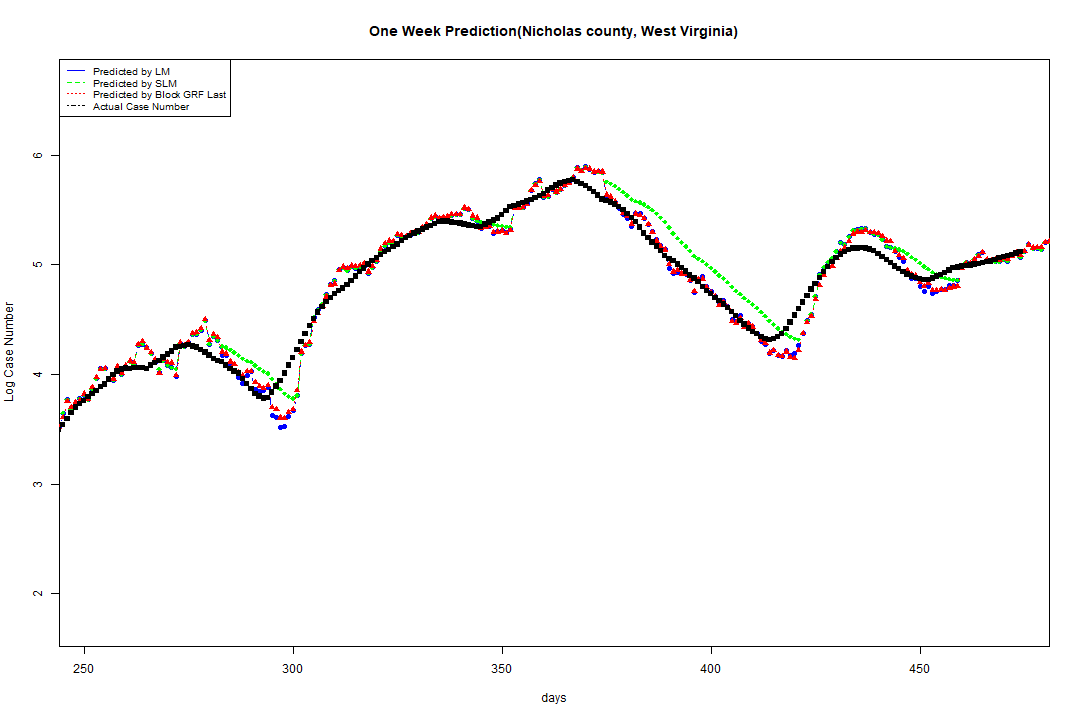 One Week Prediction(Nicholas county, West Virginia)
Predicted by LM
Predicted by SLM
Predicted by Block GRF Last
Actual Case Number
6
5
4
3
2
Log Case Number
250 300 350 400 450
days